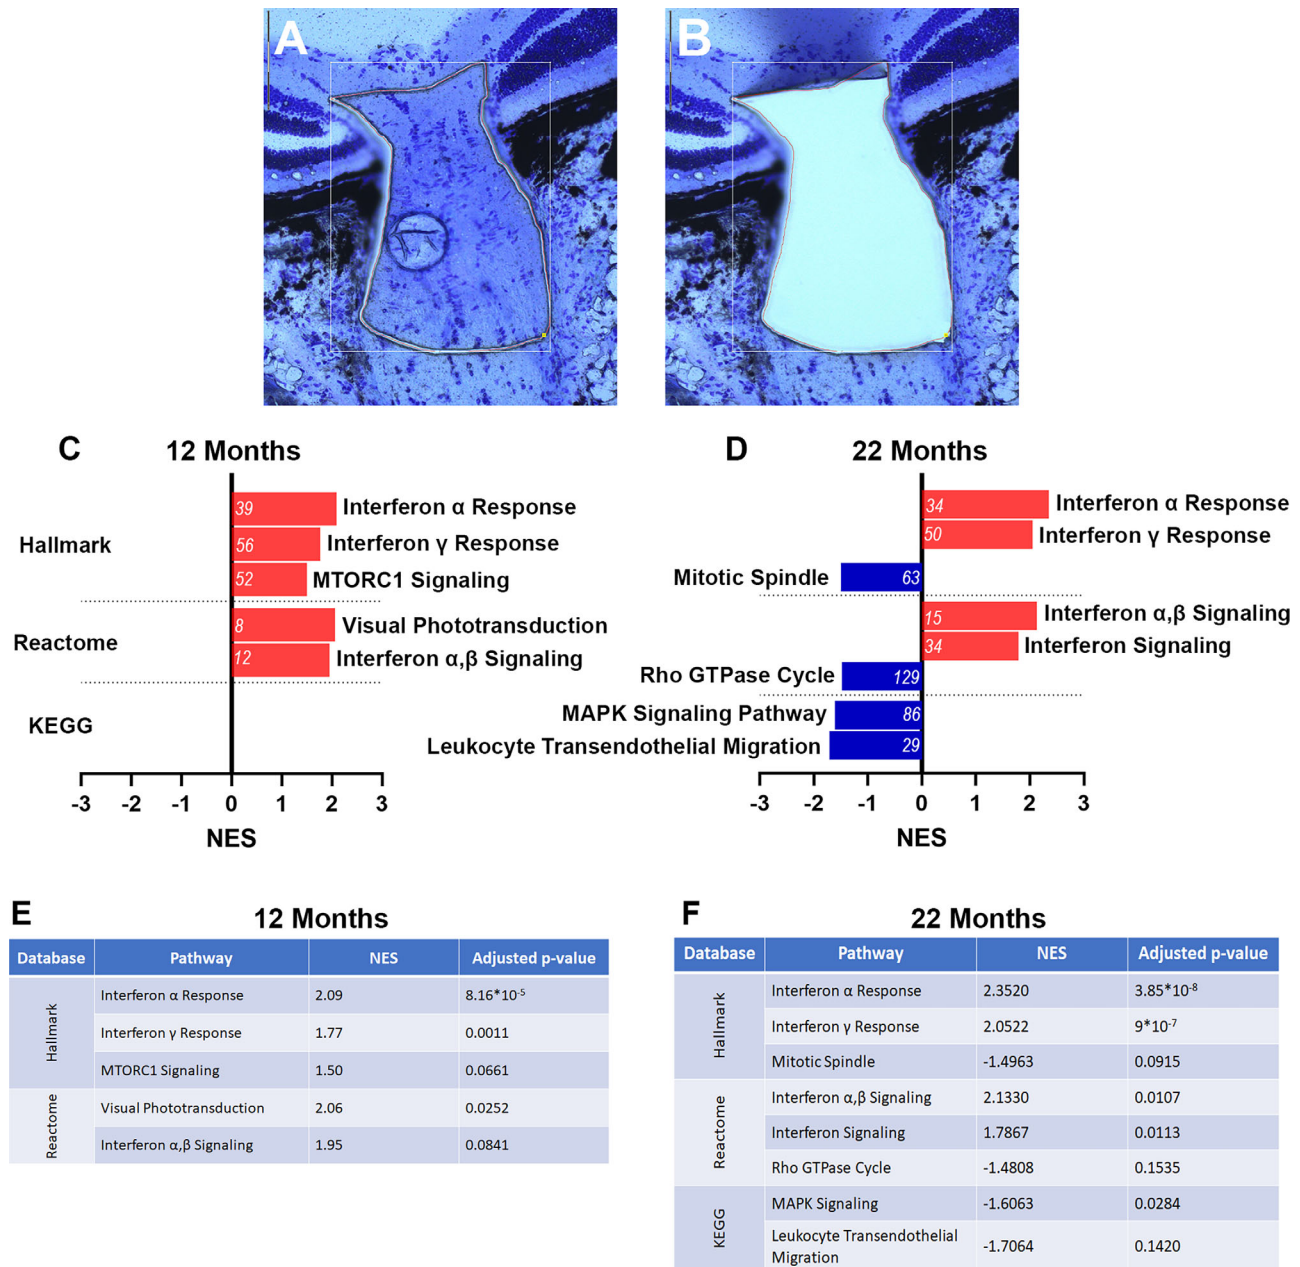 A
B
C
12 Months
Hallmark
39 Interferon α Response
56 Interferon γ Response
52 MTORC1 Signaling
Reactome
8 Visual Phototransduction
12 Interferon α,β Signaling
KEGG
-3 -2 -1 0 1 2 3
NES
D
22 Months
34 Interferon α Response
50 Interferon γ Response
Mitotic Spindle 63
15 Interferon α,β Signaling
34 Interferon Signaling
Rho GTPase Cycle 129
MAPK Signaling Pathway 86
Leukocyte Transendothelial Migration 29
-3 -2 -1 0 1 2 3
NES
E
12 Months
Database Pathway NES Adjusted p-value
Hallmark
Interferon α Response 2.09 8.16*10⁻⁵
Interferon γ Response 1.77 0.0011
MTORC1 Signaling 1.50 0.0661
Reactome
Visual Phototransduction 2.06 0.0252
Interferon α,β Signaling 1.95 0.0841
F
22 Months
Database Pathway NES Adjusted p-value
Hallmark
Interferon α Response 2.3520 3.85*10⁻⁸
Interferon γ Response 2.0522 9*10⁻⁷
Mitotic Spindle -1.4963 0.0915
Reactome
Interferon α,β Signaling 2.1330 0.0107
Interferon Signaling 1.7867 0.0113
Rho GTPase Cycle -1.4808 0.1535
KEGG
MAPK Signaling -1.6063 0.0284
Leukocyte Transendothelial
Migration -1.7064 0.1420